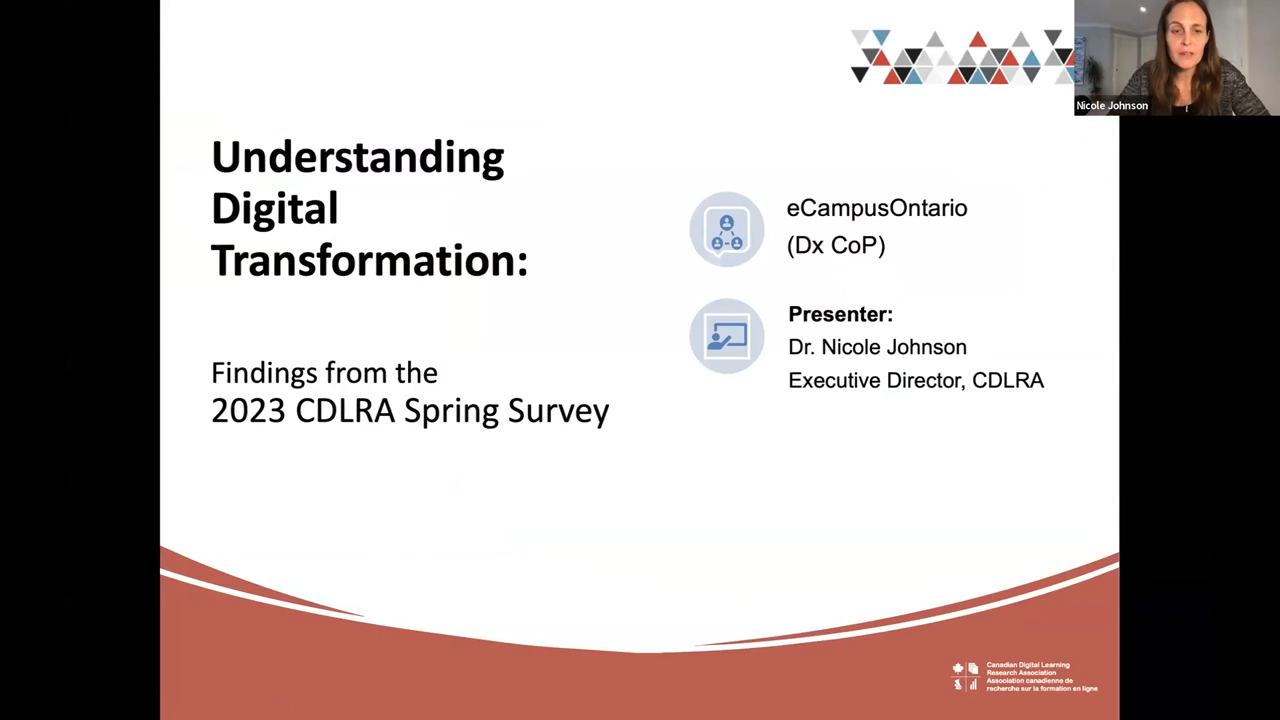 Nicole Johnson
Understanding
Digital
Transformation:
Findings from the
2023 CDLRA Spring Survey
eCampusOntario
(Dx CoP)
Presenter:
Dr. Nicole Johnson
Executive Director, CDLRA
Canadian Digital Learning
Research Association
Association canadienne de
recherche sur la formation en ligne